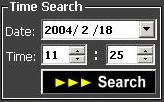 Time Search
Date: 2004/ 2 /18
Time: 11 : 25
►►► Search